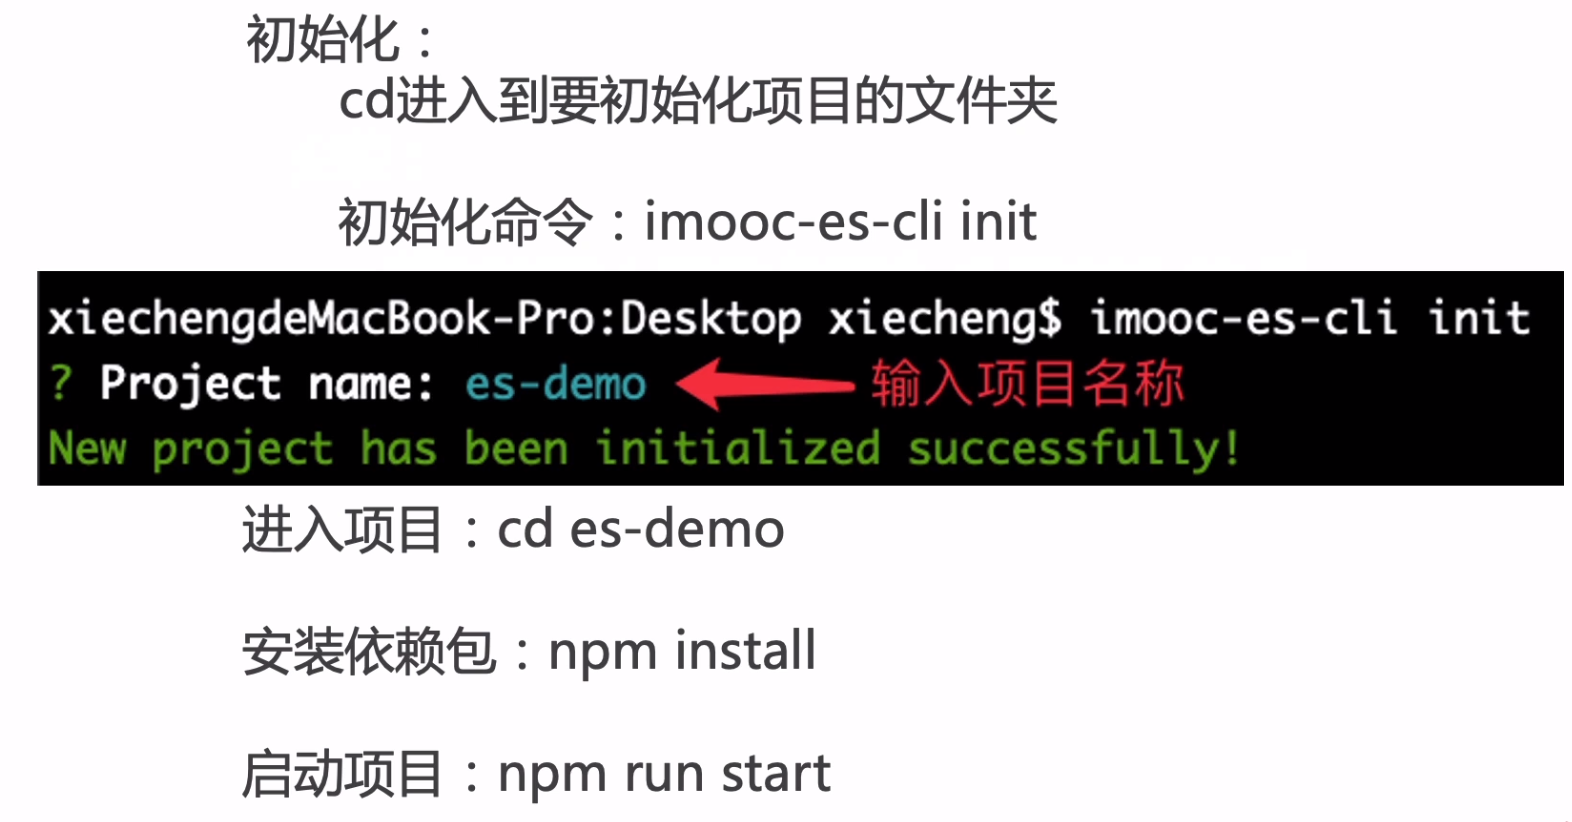 初始化：
cd进入到要初始化项目的文件夹
初始化命令：imooc-es-cli init
xiechengdeMacBook-Pro:Desktop xiecheng$ imooc-es-cli init
? Project name: es-demo 输入项目名称
New project has been initialized successfully!
进入项目：cd es-demo
安装依赖包：npm install
启动项目：npm run start